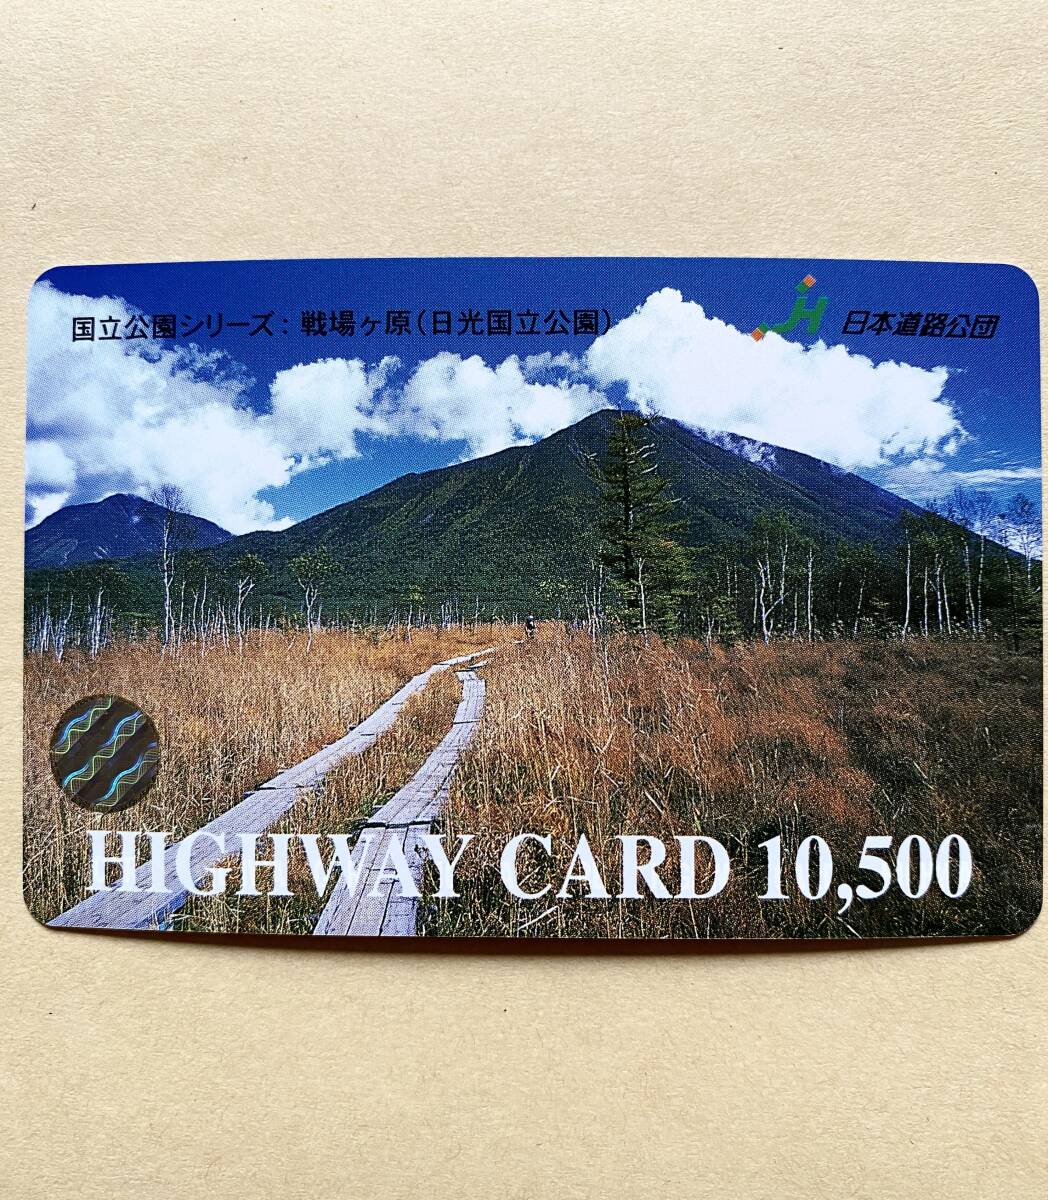 国立公園シリーズ：戦場ヶ原（日光国立公園）
JH 日本道路公団
HIGHWAY CARD 10,500